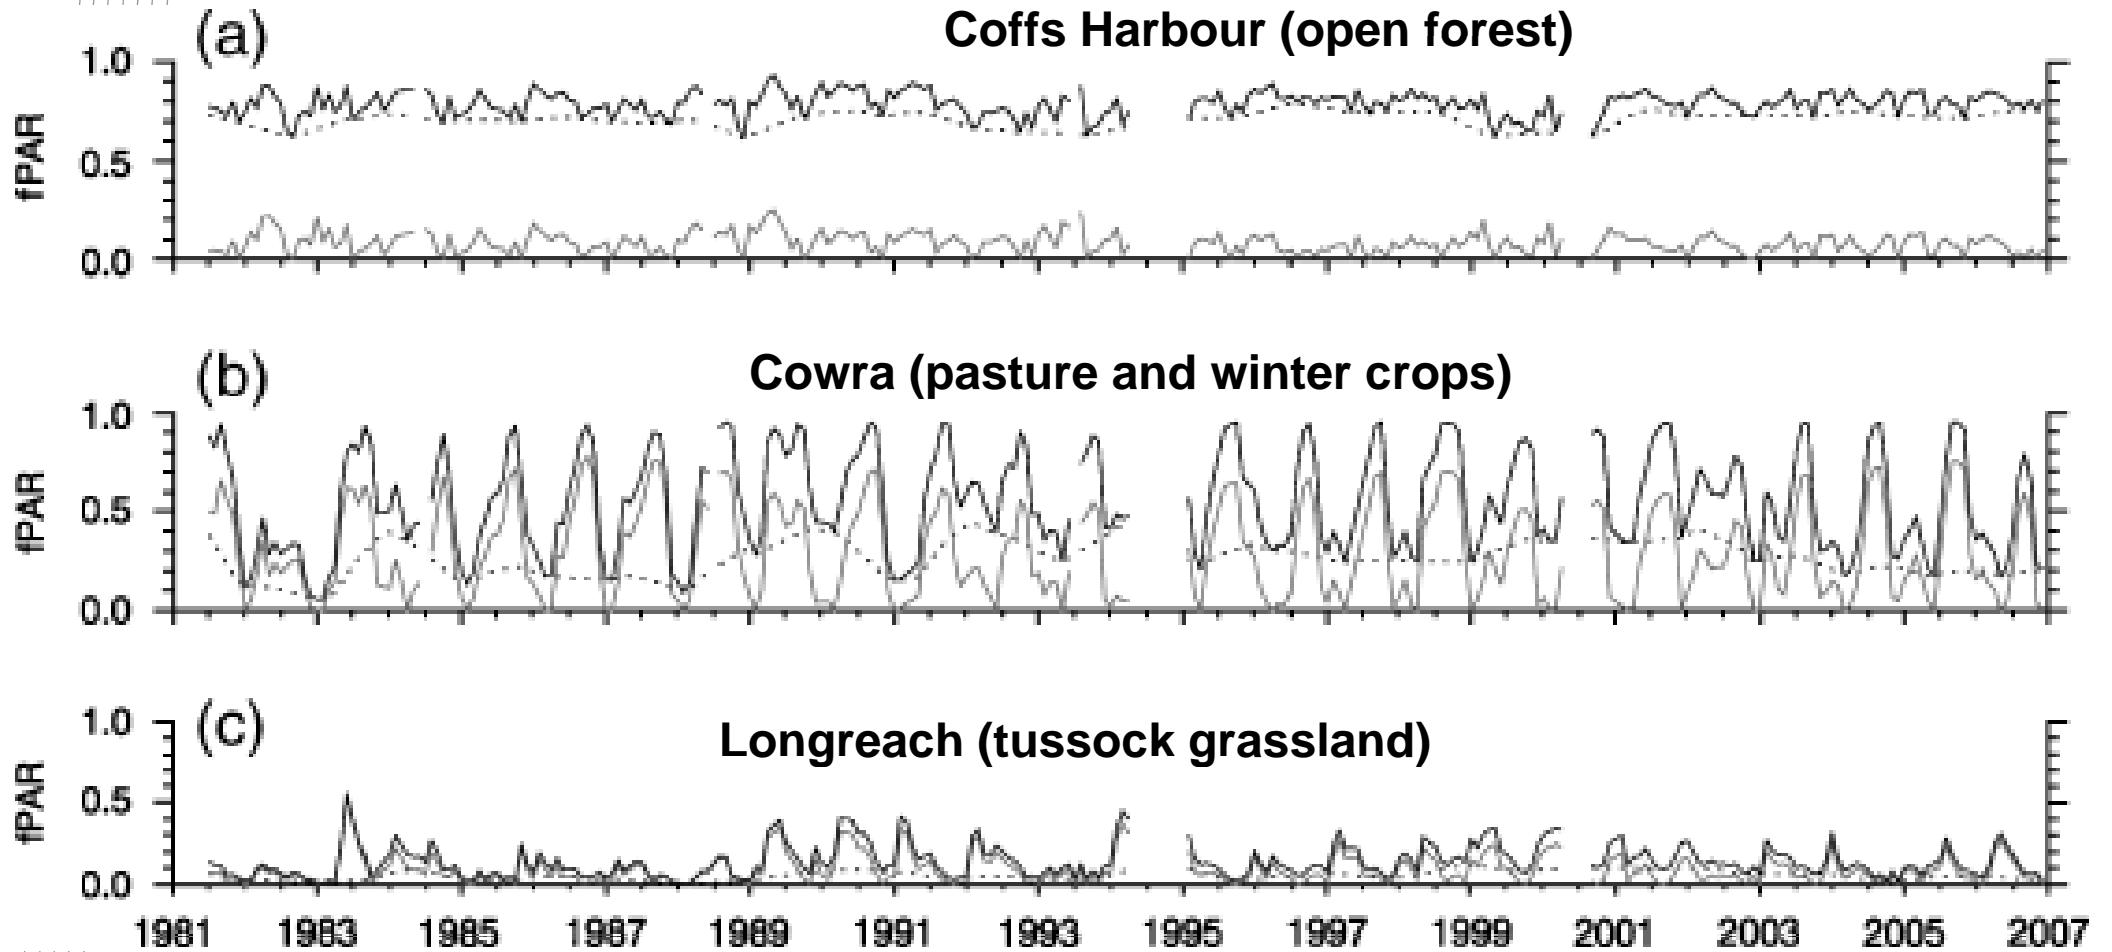 (a) Coffs Harbour (open forest)
1.0
fPAR
0.5
0.0
(b) Cowra (pasture and winter crops)
1.0
fPAR
0.5
0.0
(c) Longreach (tussock grassland)
1.0
fPAR
0.5
0.0
1981 1983 1985 1987 1989 1991 1993 1995 1997 1999 2001 2003 2005 2007